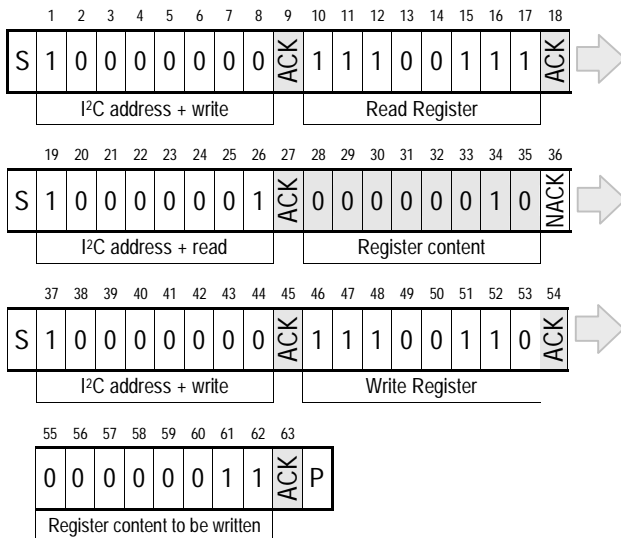 1 2 3 4 5 6 7 8 9 10 11 12 13 14 15 16 17 18
S 1 0 0 0 0 0 0 0 ACK 1 1 1 0 0 1 1 1 ACK
I²C address + write Read Register
19 20 21 22 23 24 25 26 27 28 29 30 31 32 33 34 35 36
S 1 0 0 0 0 0 0 1 ACK 0 0 0 0 0 0 1 0 NACK
I²C address + read Register content
37 38 39 40 41 42 43 44 45 46 47 48 49 50 51 52 53 54
S 1 0 0 0 0 0 0 0 ACK 1 1 1 0 0 1 1 0 ACK
I²C address + write Write Register
55 56 57 58 59 60 61 62 63
0 0 0 0 0 0 1 1 ACK P
Register content to be written